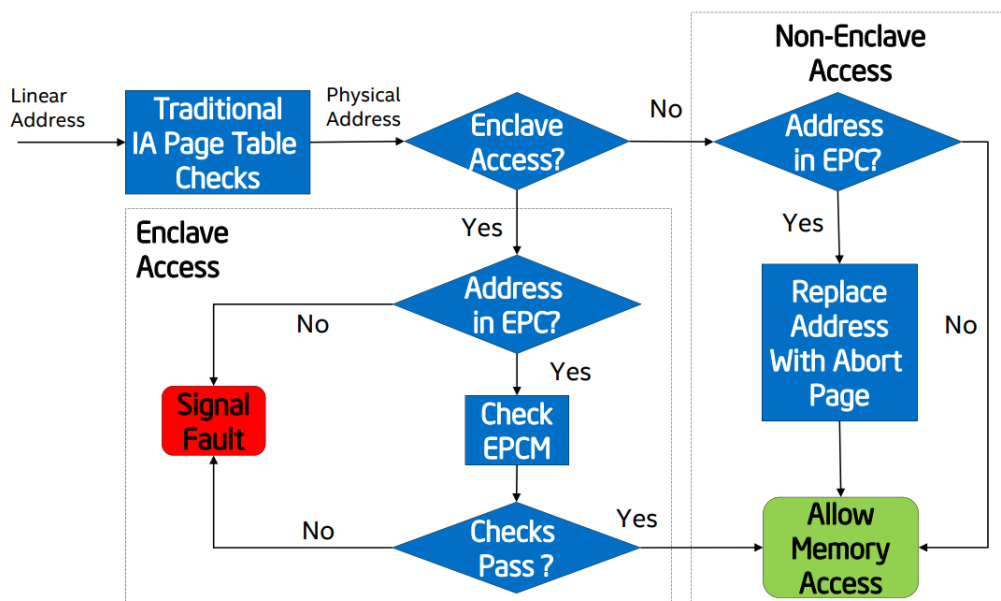 Non-Enclave
Access
Linear
Address
Traditional
IA Page Table
Checks
Physical
Address
Enclave
Access?
No
Address
in EPC?
Enclave
Access
Yes
Yes
Address
in EPC?
No
Replace
Address
With Abort
Page
No
Yes
Signal
Fault
Check
EPCM
No
Checks
Pass ?
Yes
Allow
Memory
Access